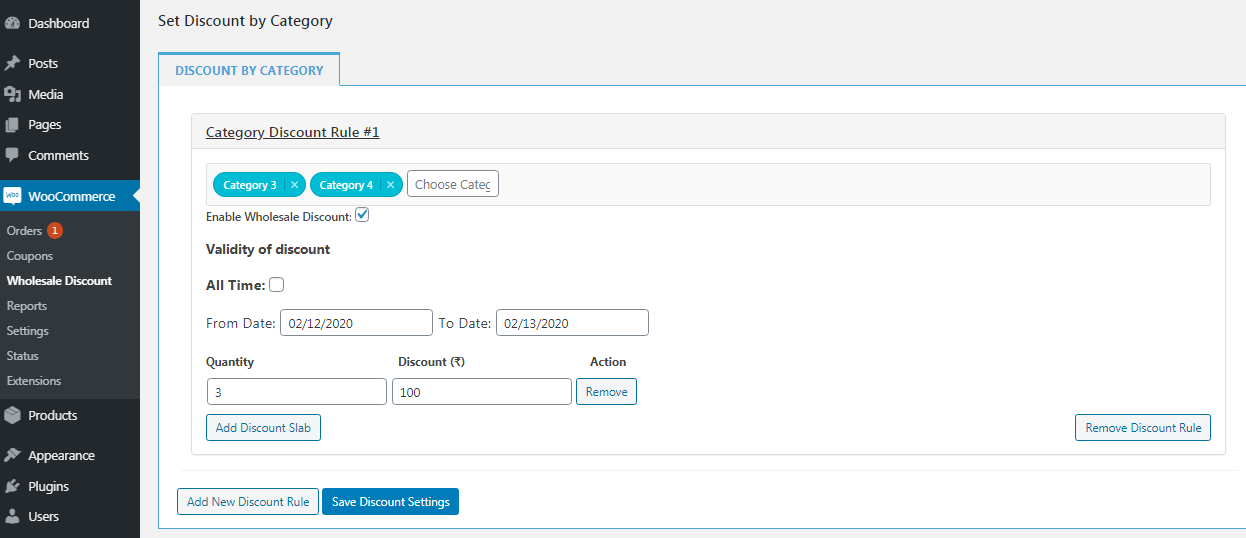 Dashboard
Posts
Media
Pages
Comments
WooCommerce
Orders 1
Coupons
Wholesale Discount
Reports
Settings
Status
Extensions
Products
Appearance
Plugins
Users
Set Discount by Category
DISCOUNT BY CATEGORY
Category Discount Rule #1
Category 3 × Category 4 × Choose Categ
Enable Wholesale Discount:
Validity of discount
All Time:
From Date: 02/12/2020 To Date: 02/13/2020
Quantity Discount (₹) Action
3 100 Remove
Add Discount Slab Remove Discount Rule
Add New Discount Rule Save Discount Settings